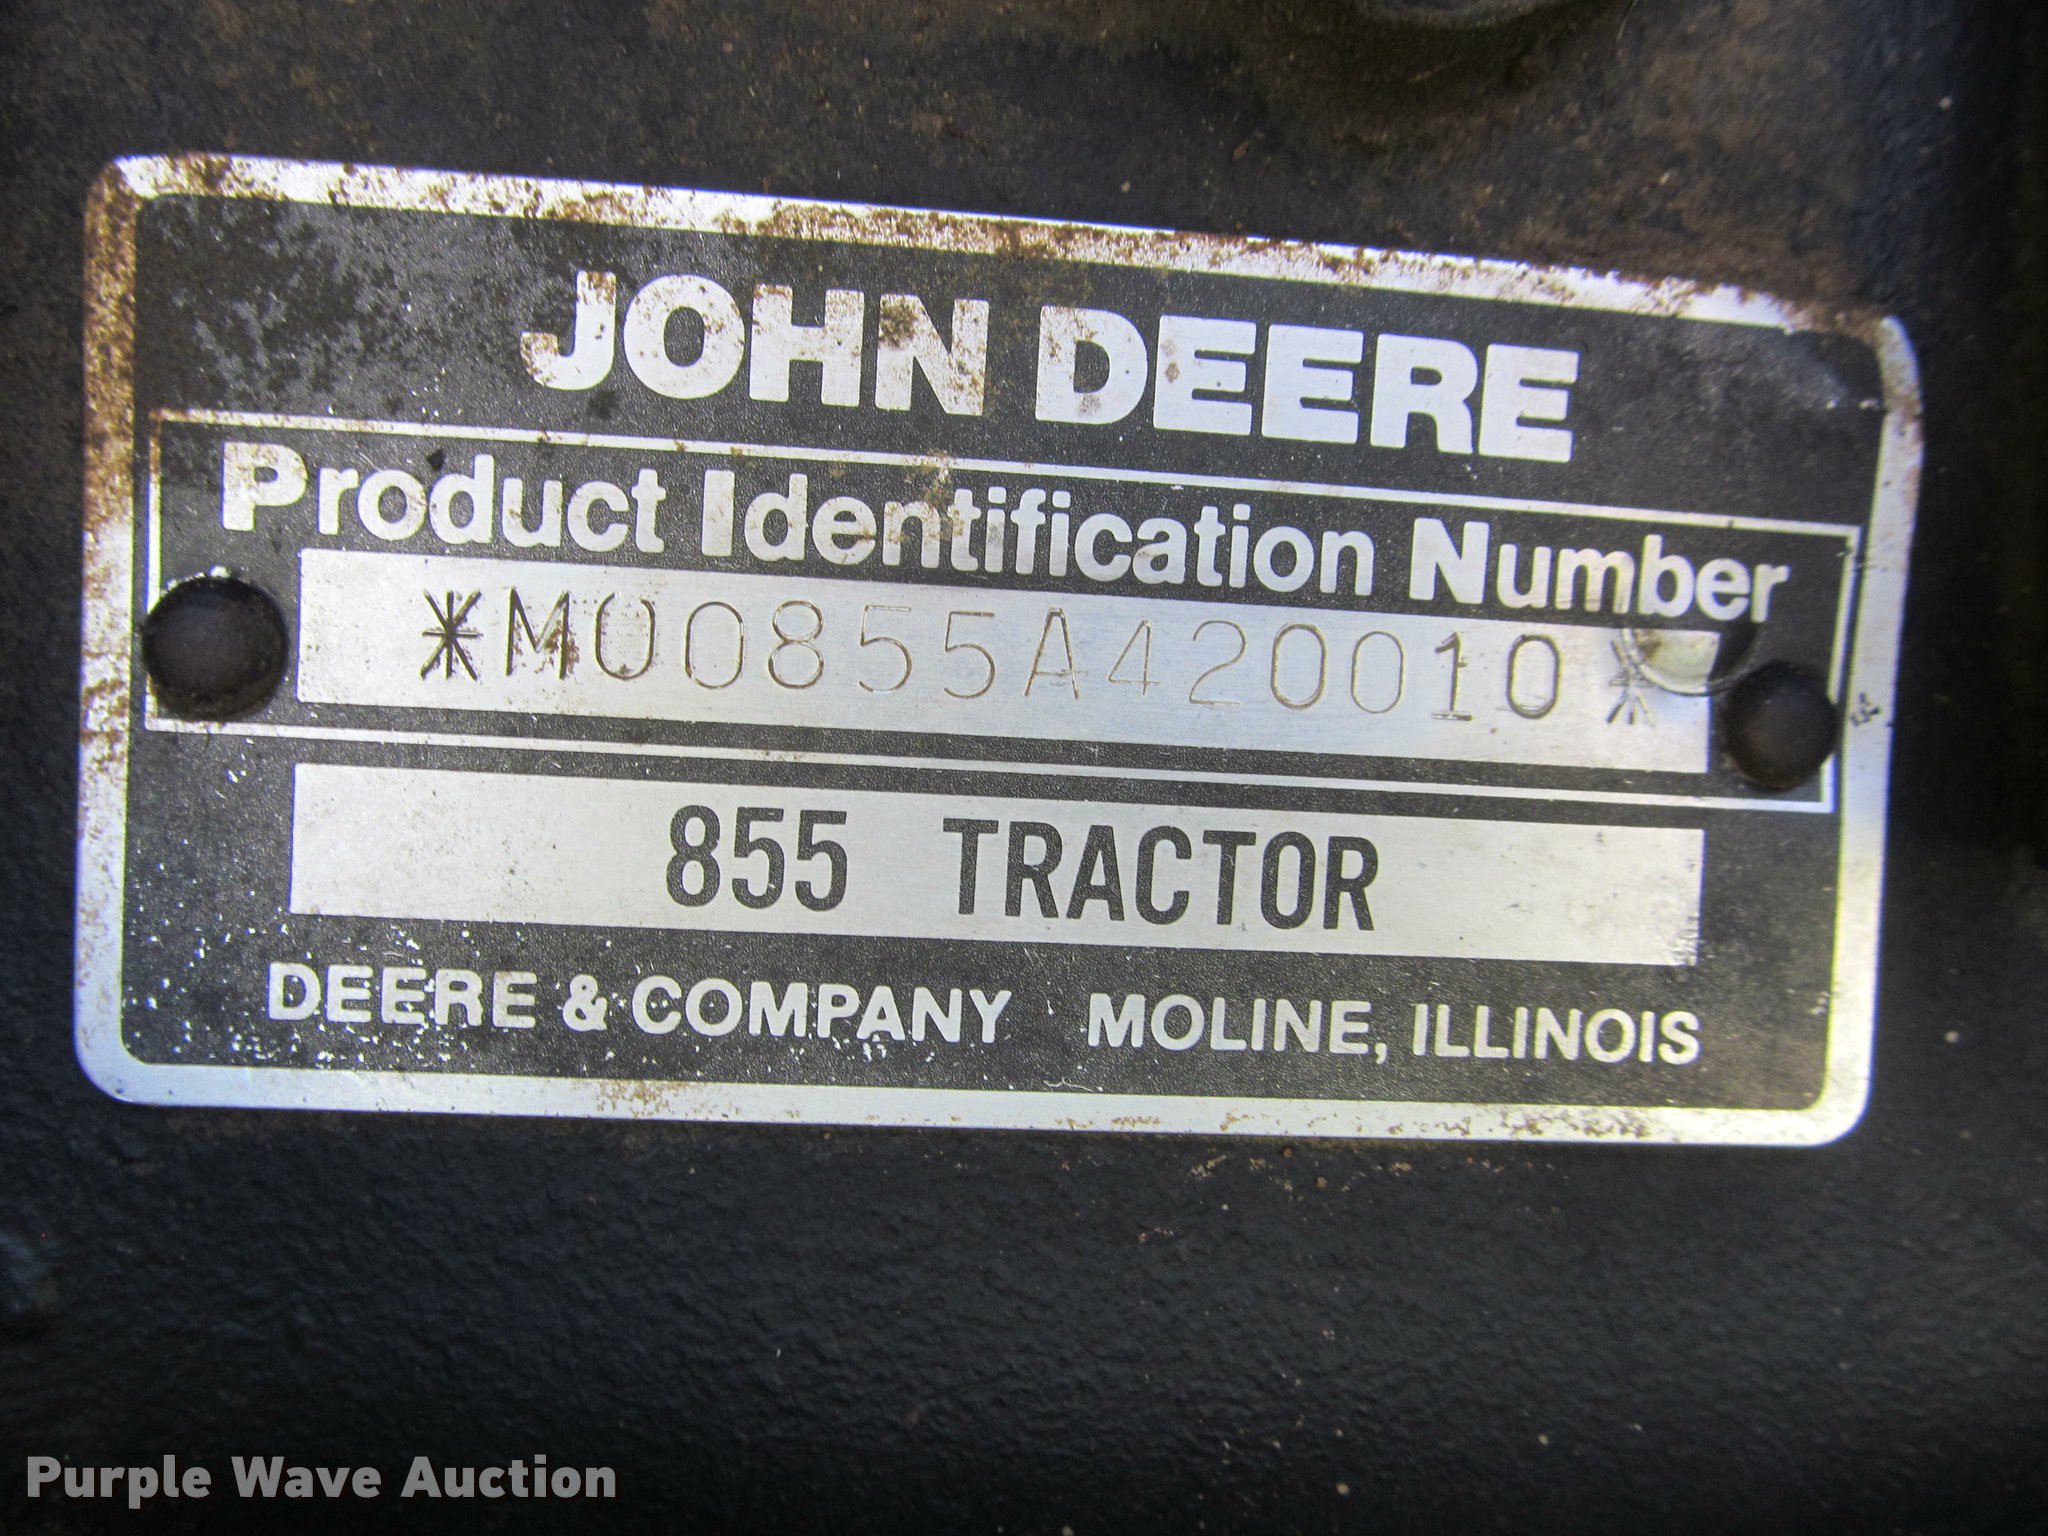 JOHN DEERE
Product Identification Number
*M00855A420010*
855 TRACTOR
DEERE & COMPANY MOLINE, ILLINOIS
Purple Wave Auction